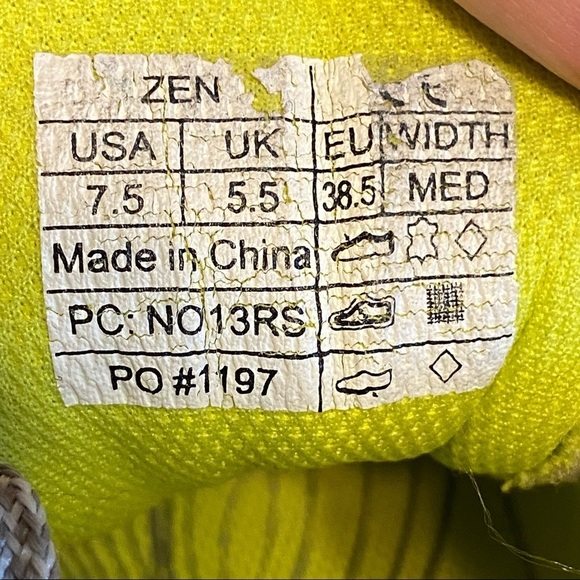 ZEN
USA UK EU WIDTH
7.5 5.5 38.5 MED
Made in China
PC: NO13RS
PO #1197